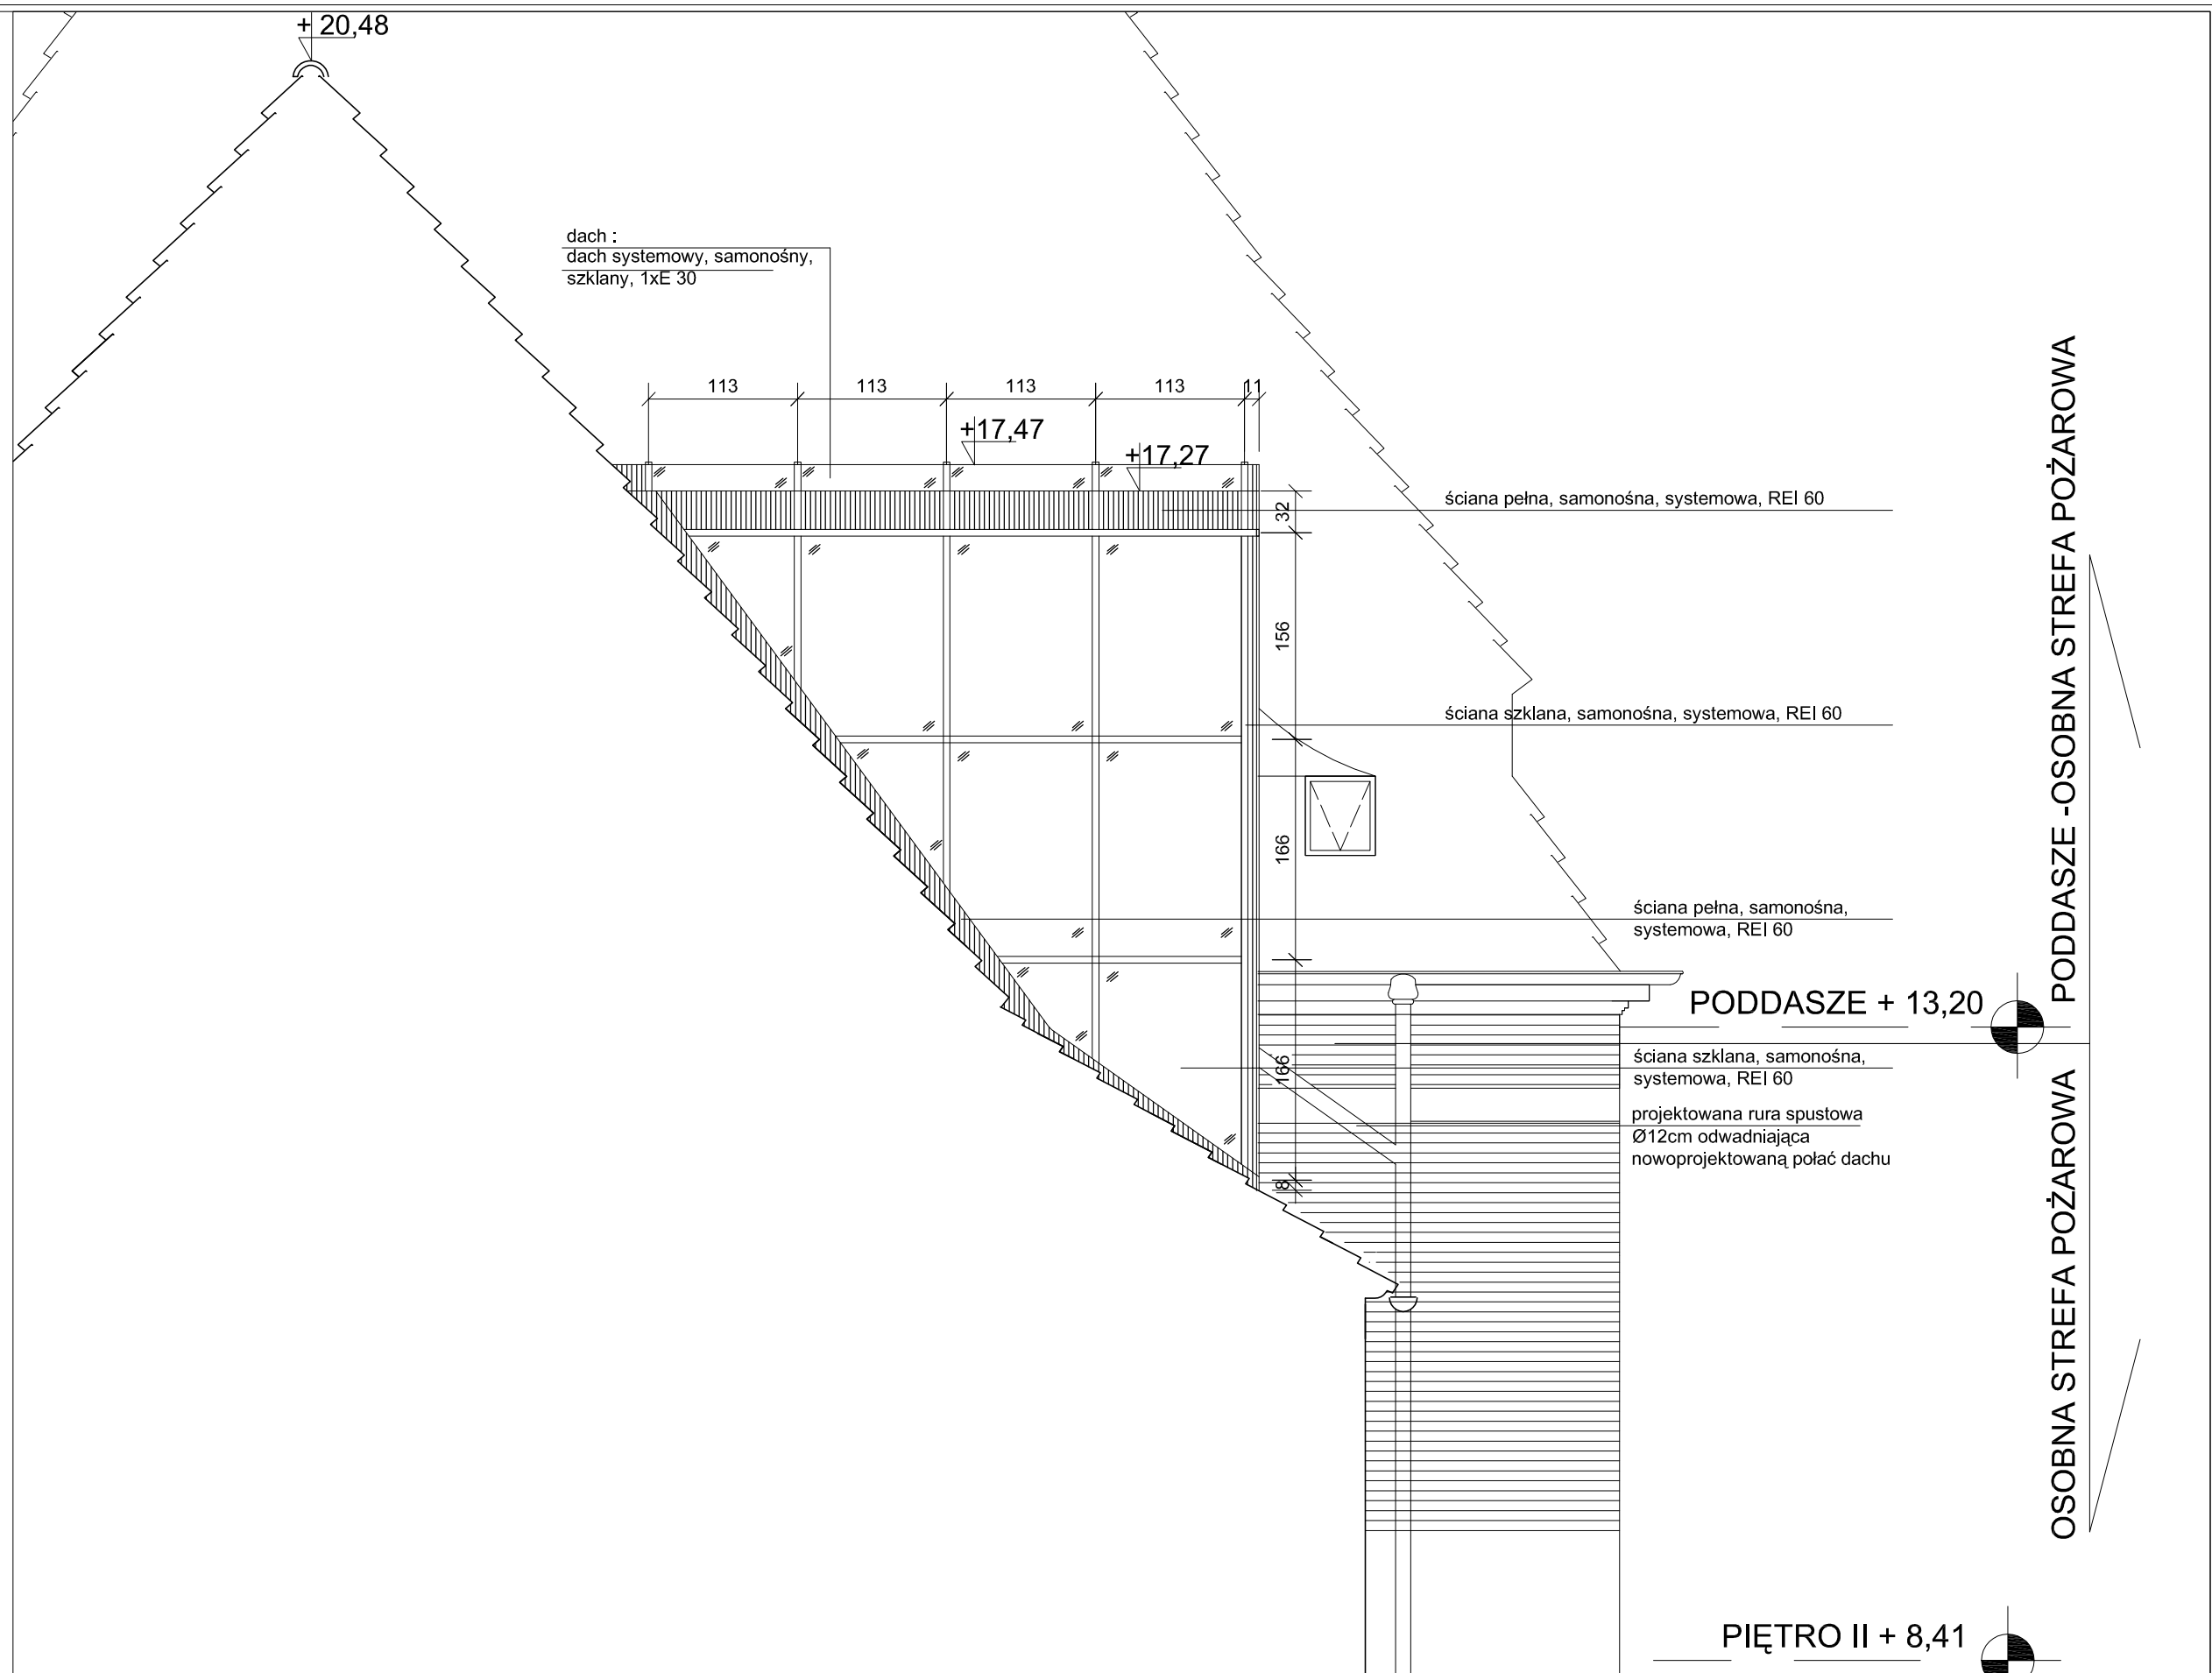 + 20,48
dach :
dach systemowy, samonośny,
szklany, 1xE 30
113
113
113
113
11
+17,47
+17,27
32
156
166
166
8
ściana pełna, samonośna, systemowa, REI 60
ściana szklana, samonośna, systemowa, REI 60
ściana pełna, samonośna,
systemowa, REI 60
PODDASZE + 13,20
ściana szklana, samonośna,
systemowa, REI 60
projektowana rura spustowa
Ø12cm odwadniająca
nowoprojektowaną połać dachu
PIĘTRO II + 8,41
PODDASZE -OSOBNA STREFA POŻAROWA
OSOBNA STREFA POŻAROWA